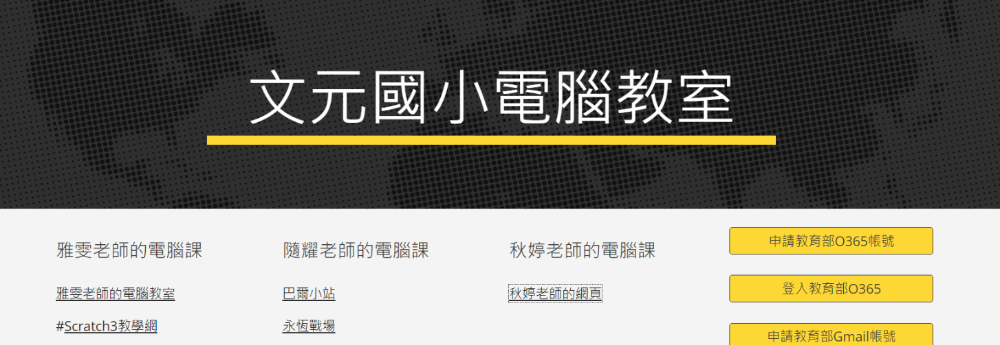 文元國小電腦教室
雅雯老師的電腦課
雅雯老師的電腦教室
#Scratch3教學網
隨耀老師的電腦課
巴爾小站
永恆戰場
秋婷老師的電腦課
秋婷老師的網頁
申請教育部O365帳號
登入教育部O365
申請教育部Gmail帳號